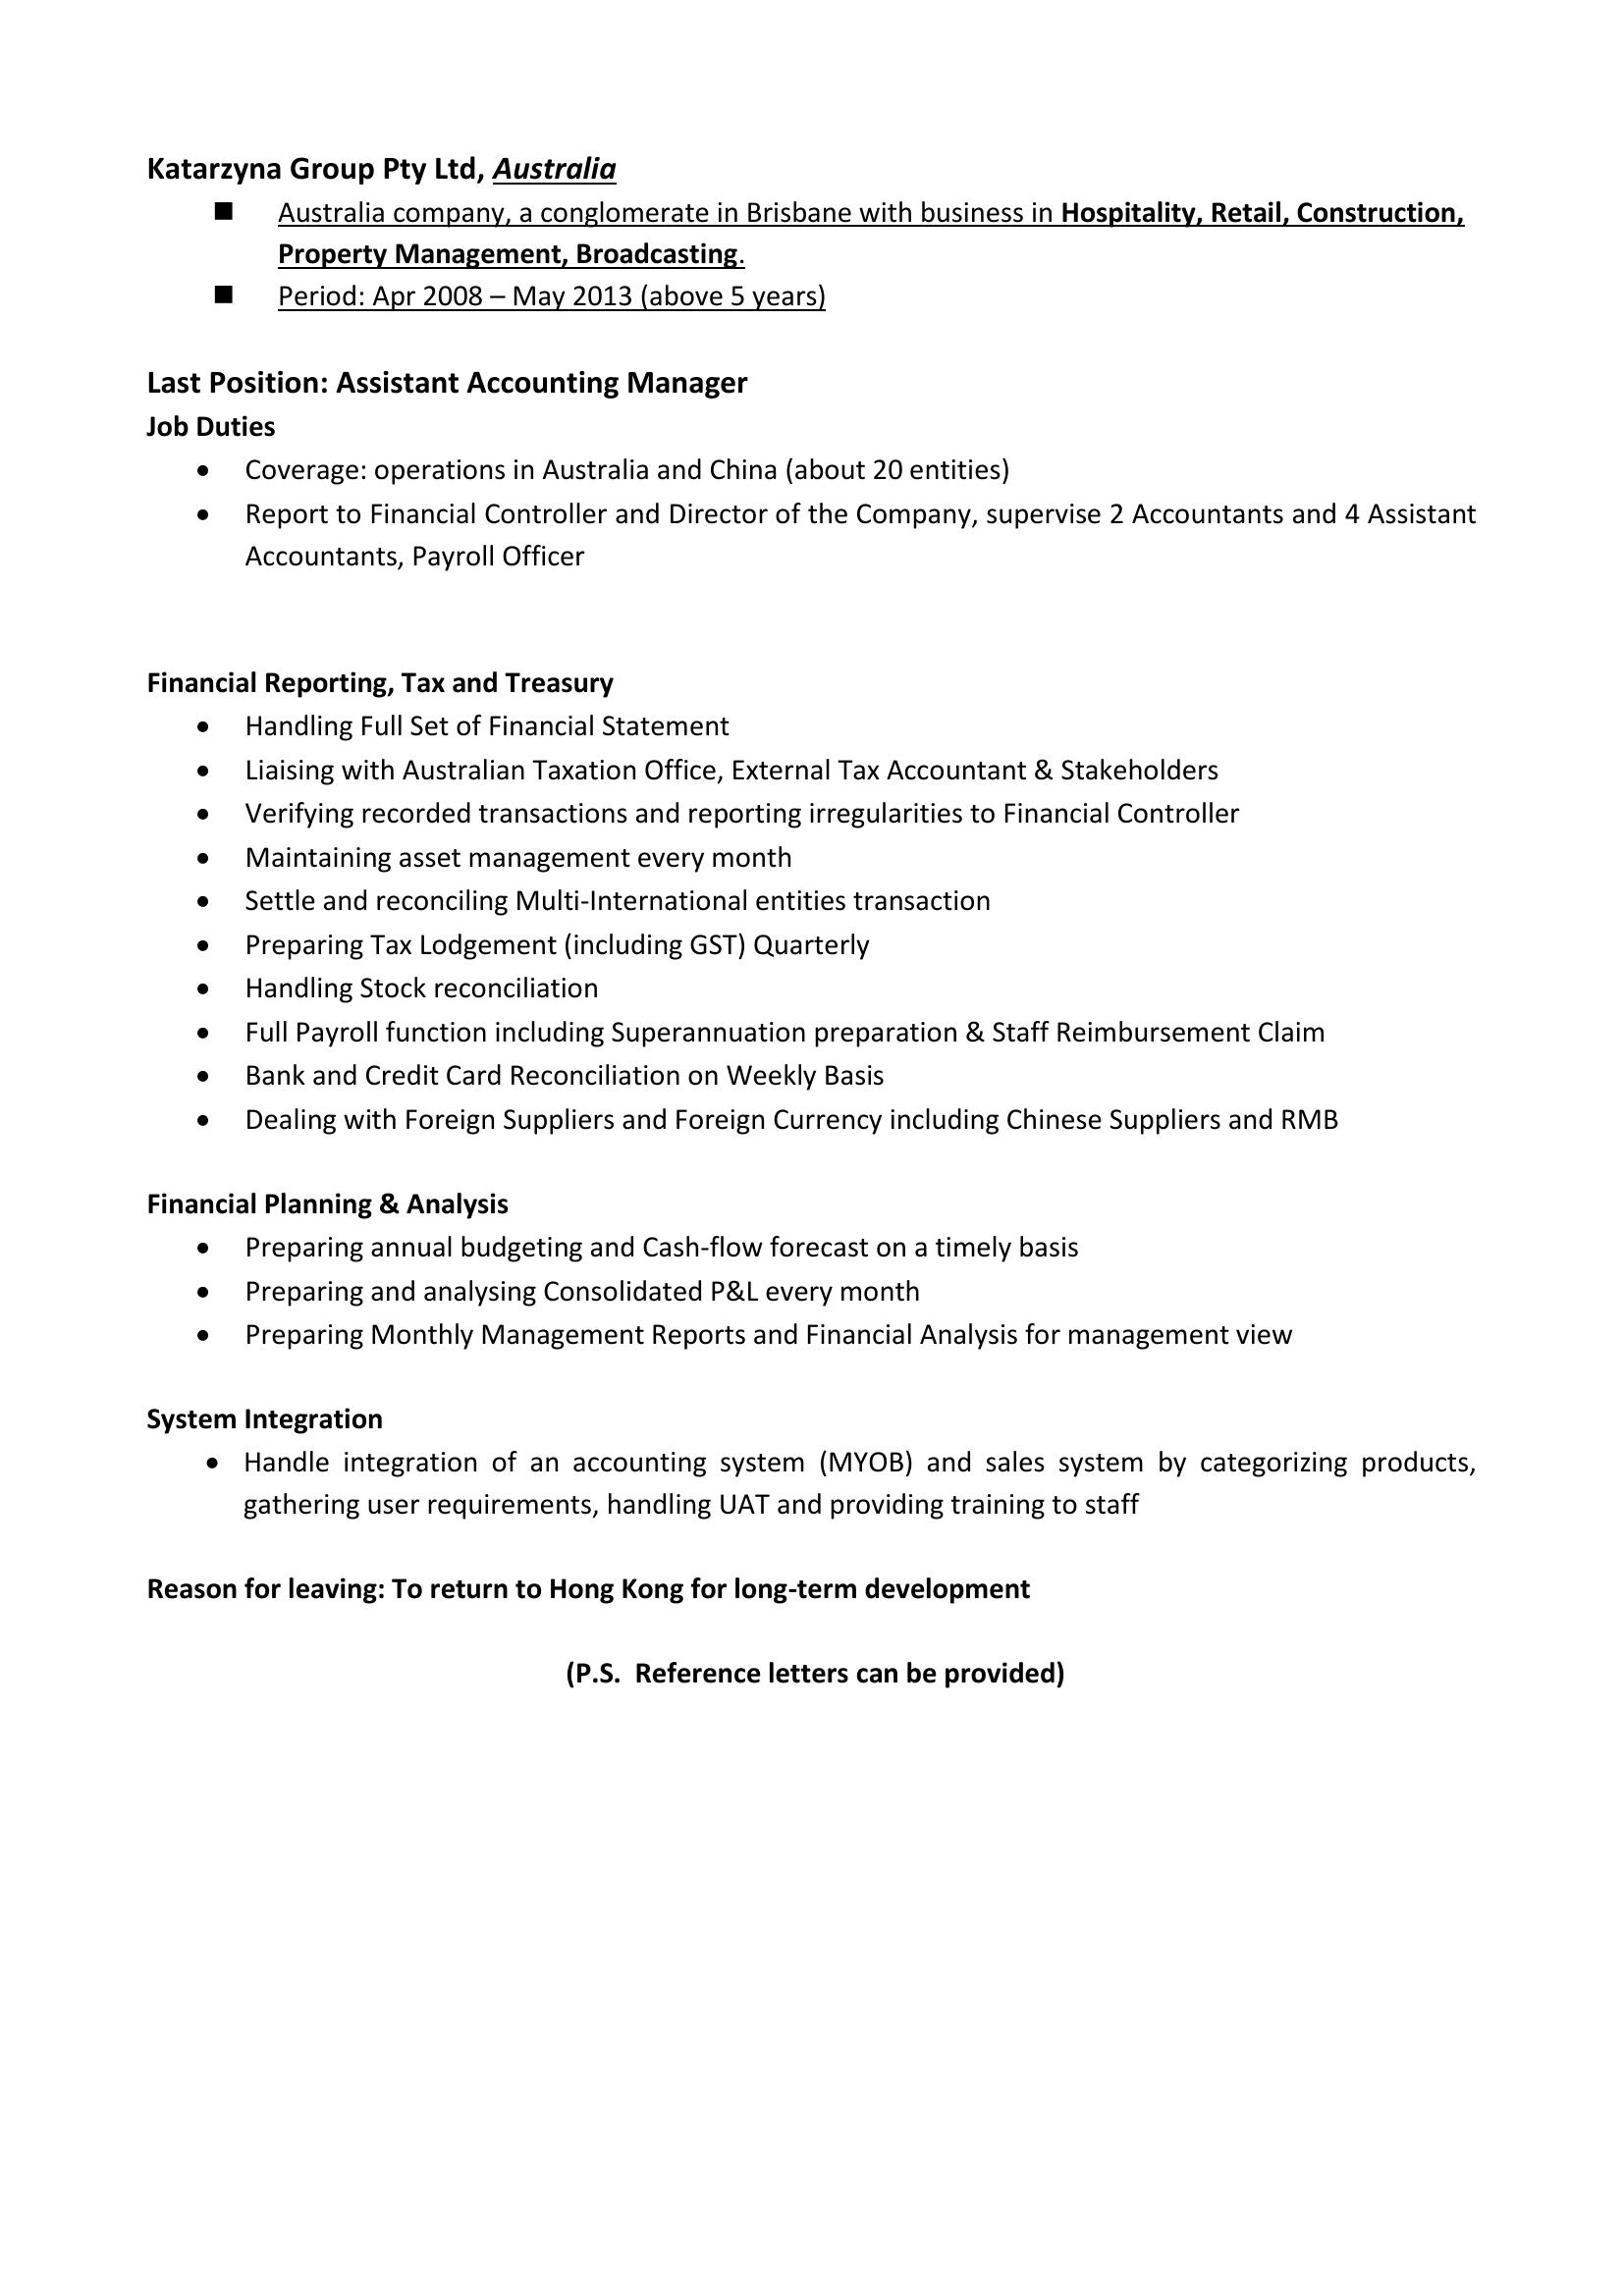 Katarzyna Group Pty Ltd, Australia
■ Australia company, a conglomerate in Brisbane with business in Hospitality, Retail, Construction,
Property Management, Broadcasting.
■ Period: Apr 2008 – May 2013 (above 5 years)
Last Position: Assistant Accounting Manager
Job Duties
• Coverage: operations in Australia and China (about 20 entities)
• Report to Financial Controller and Director of the Company, supervise 2 Accountants and 4 Assistant
Accountants, Payroll Officer
Financial Reporting, Tax and Treasury
• Handling Full Set of Financial Statement
• Liaising with Australian Taxation Office, External Tax Accountant & Stakeholders
• Verifying recorded transactions and reporting irregularities to Financial Controller
• Maintaining asset management every month
• Settle and reconciling Multi-International entities transaction
• Preparing Tax Lodgement (including GST) Quarterly
• Handling Stock reconciliation
• Full Payroll function including Superannuation preparation & Staff Reimbursement Claim
• Bank and Credit Card Reconciliation on Weekly Basis
• Dealing with Foreign Suppliers and Foreign Currency including Chinese Suppliers and RMB
Financial Planning & Analysis
• Preparing annual budgeting and Cash-flow forecast on a timely basis
• Preparing and analysing Consolidated P&L every month
• Preparing Monthly Management Reports and Financial Analysis for management view
System Integration
• Handle integration of an accounting system (MYOB) and sales system by categorizing products,
gathering user requirements, handling UAT and providing training to staff
Reason for leaving: To return to Hong Kong for long-term development
(P.S. Reference letters can be provided)